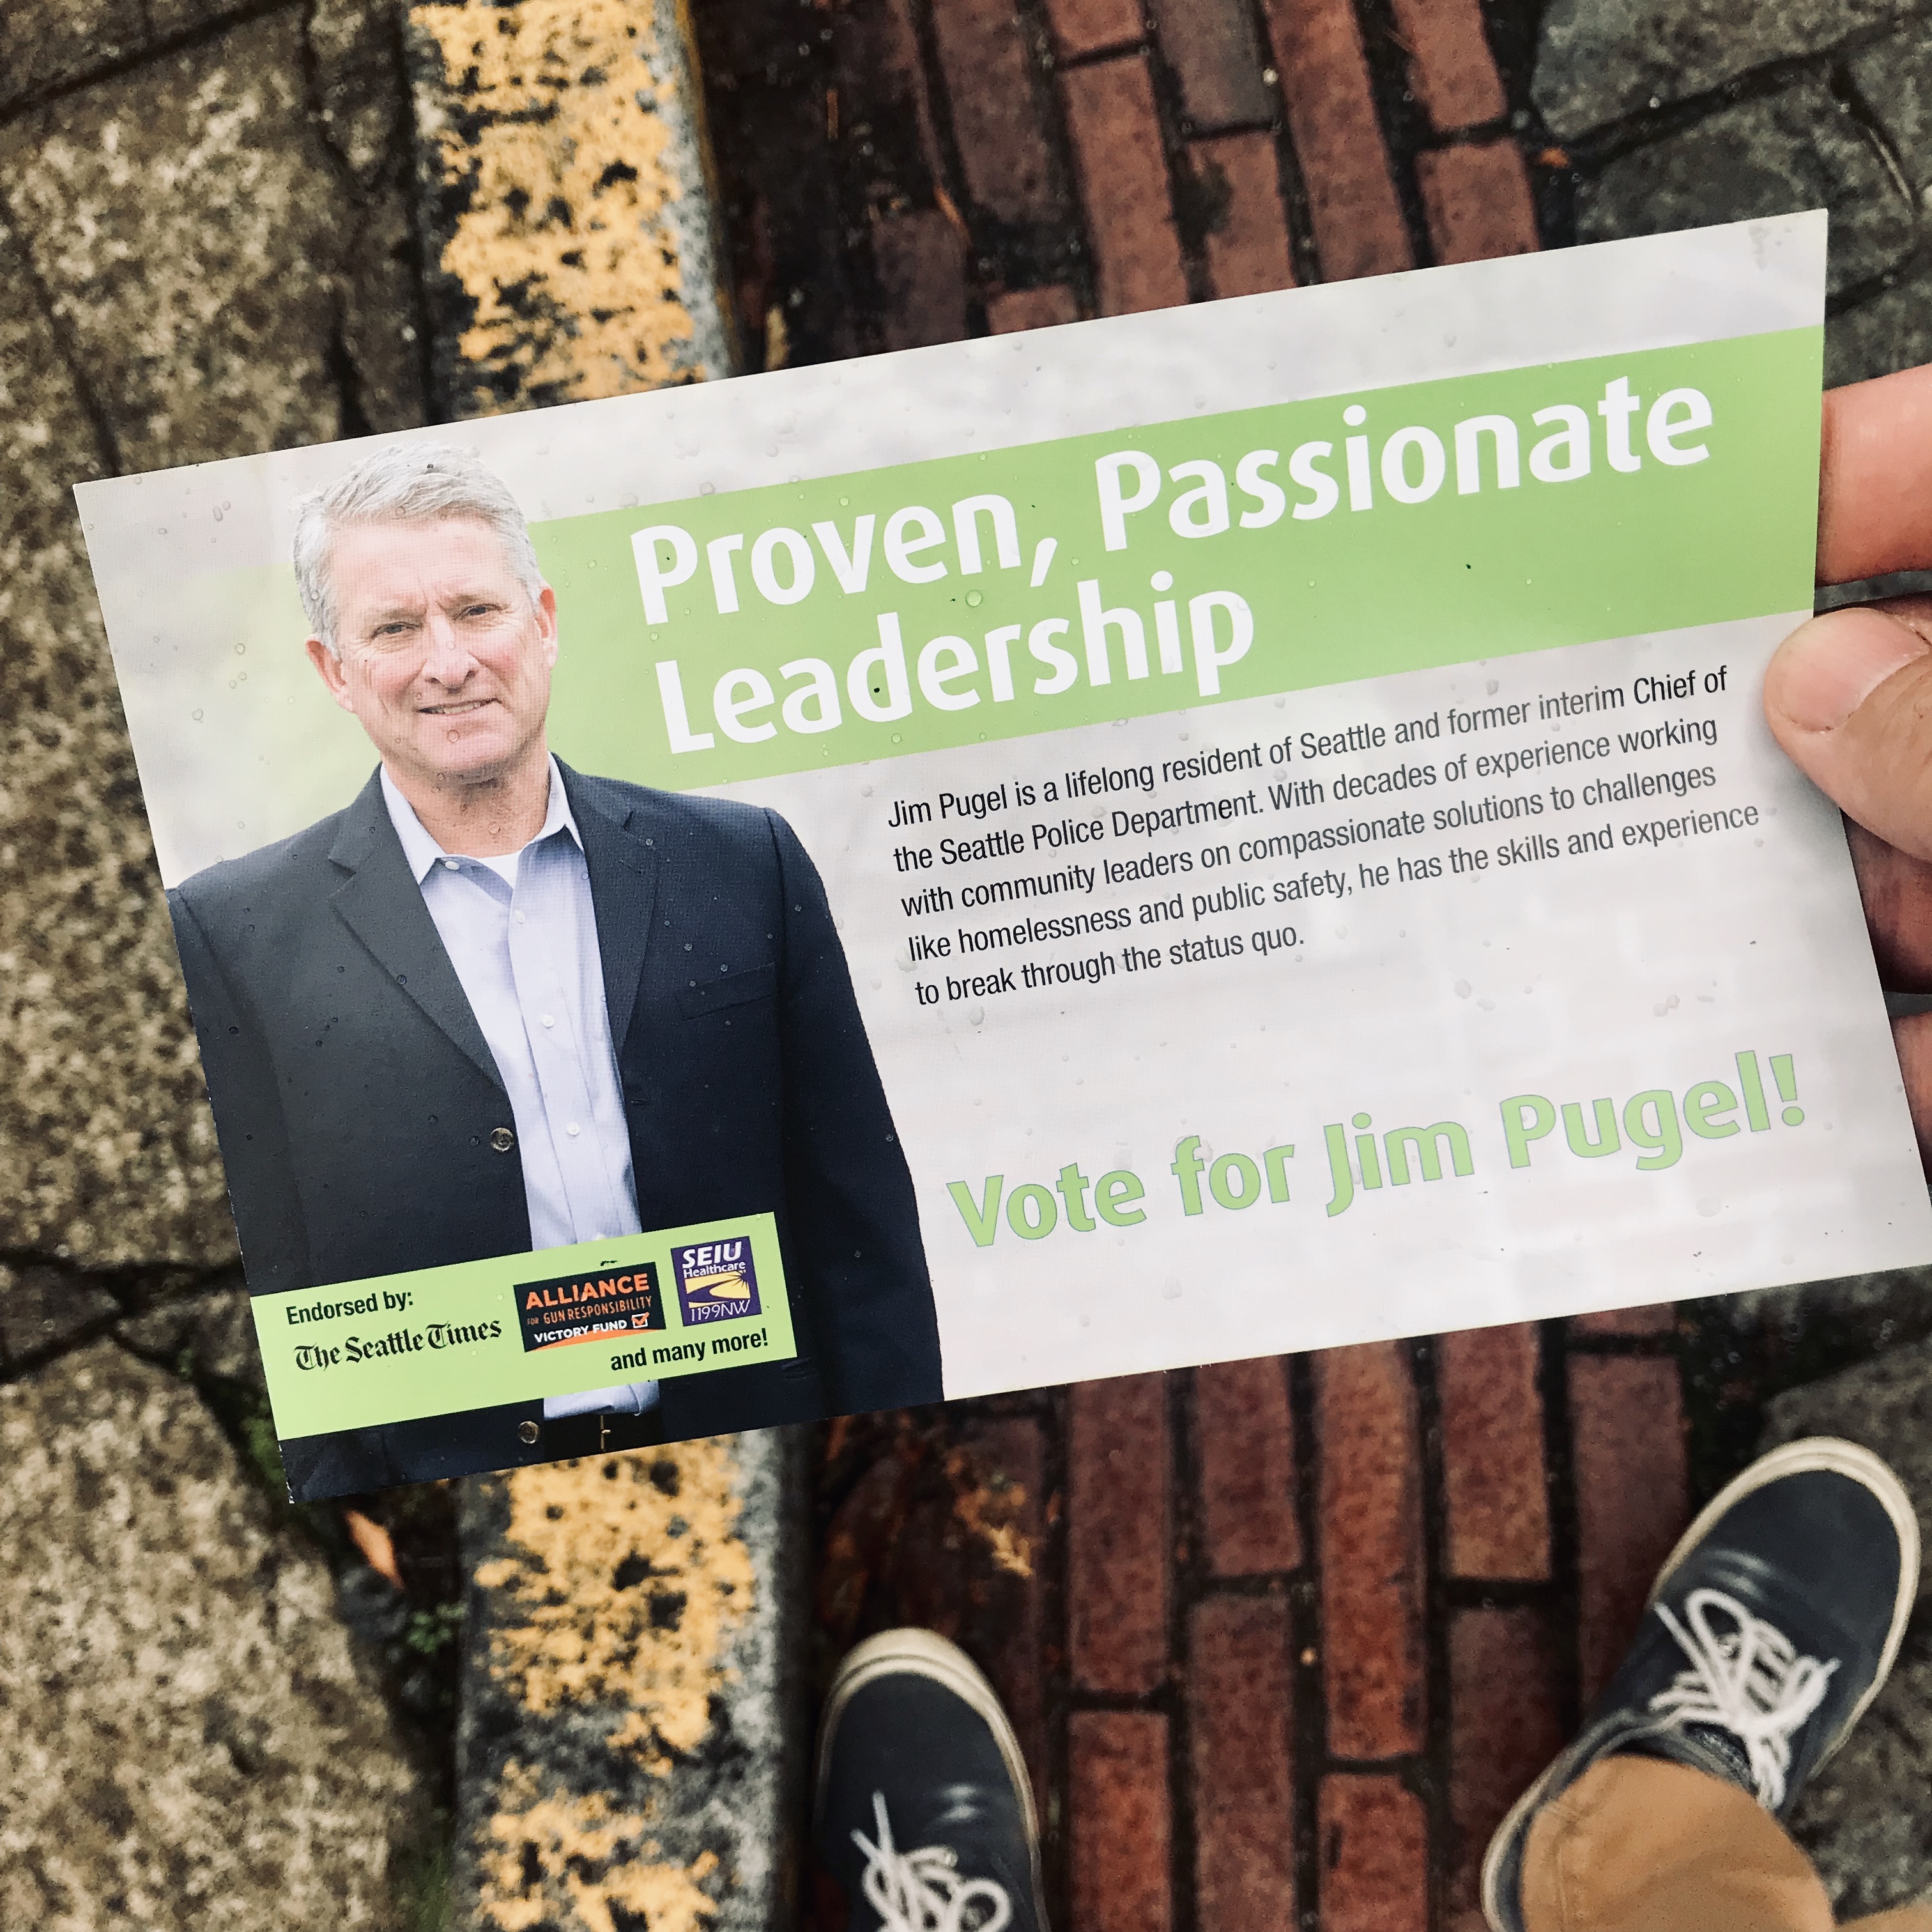 Proven, Passionate
Leadership
Jim Pugel is a lifelong resident of Seattle and former interim Chief of
the Seattle Police Department. With decades of experience working
with community leaders on compassionate solutions to challenges
like homelessness and public safety, he has the skills and experience
to break through the status quo.
Vote for Jim Pugel!
Endorsed by:
The Seattle Times
ALLIANCE
FOR GUN RESPONSIBILITY
VICTORY FUND
SEIU
Healthcare
1199NW
and many more!